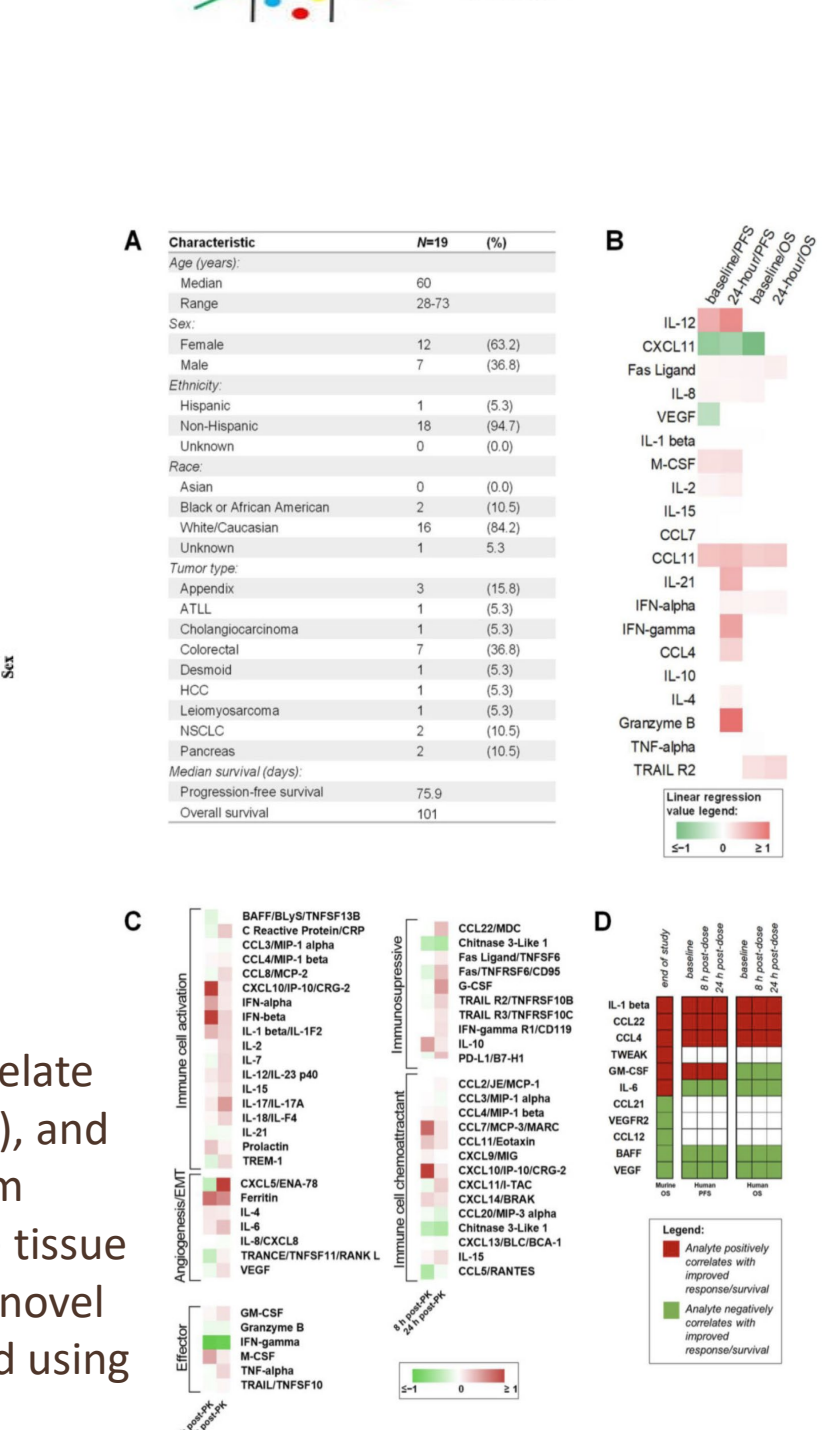 A
Characteristic N=19 (%)
Age (years):
Median 60
Range 28-73
Sex:
Female 12 (63.2)
Male 7 (36.8)
Ethnicity:
Hispanic 1 (5.3)
Non-Hispanic 18 (94.7)
Unknown 0 (0.0)
Race:
Asian 0 (0.0)
Black or African American 2 (10.5)
White/Caucasian 16 (84.2)
Unknown 1 5.3
Tumor type:
Appendix 3 (15.8)
ATLL 1 (5.3)
Cholangiocarcinoma 1 (5.3)
Colorectal 7 (36.8)
Desmoid 1 (5.3)
HCC 1 (5.3)
Leiomyosarcoma 1 (5.3)
NSCLC 2 (10.5)
Pancreas 2 (10.5)
Median survival (days):
Progression-free survival 75.9
Overall survival 101
Sex
B
baseline/PFS
24-hour/PFS
baseline/OS
24-hour/OS
IL-12
CXCL11
Fas Ligand
IL-8
VEGF
IL-1 beta
M-CSF
IL-2
IL-15
CCL7
CCL11
IL-21
IFN-alpha
IFN-gamma
CCL4
IL-10
IL-4
Granzyme B
TNF-alpha
TRAIL R2
Linear regression
value legend:
≤-1 0 ≥ 1
elate
), and
m
tissue
novel
d using
C
Immune cell activation
BAFF/BLyS/TNFSF13B
C Reactive Protein/CRP
CCL3/MIP-1 alpha
CCL4/MIP-1 beta
CCL8/MCP-2
CXCL10/IP-10/CRG-2
IFN-alpha
IFN-beta
IL-1 beta/IL-1F2
IL-2
IL-7
IL-12/IL-23 p40
IL-15
IL-17/IL-17A
IL-18/IL-F4
IL-21
Prolactin
TREM-1
Angiogenesis/EMT
CXCL5/ENA-78
Ferritin
IL-4
IL-6
IL-8/CXCL8
TRANCE/TNFSF11/RANK L
VEGF
Effector
GM-CSF
Granzyme B
IFN-gamma
M-CSF
TNF-alpha
TRAIL/TNFSF10
post-PK
post-PK
Immunosupressive
CCL22/MDC
Chitnase 3-Like 1
Fas Ligand/TNFSF6
Fas/TNFRSF6/CD95
G-CSF
TRAIL R2/TNFRSF10B
TRAIL R3/TNFRSF10C
IFN-gamma R1/CD119
IL-10
PD-L1/B7-H1
Immune cell chemoattractant
CCL2/JE/MCP-1
CCL3/MIP-1 alpha
CCL4/MIP-1 beta
CCL7/MCP-3/MARC
CCL11/Eotaxin
CXCL9/MIG
CXCL10/IP-10/CRG-2
CXCL11/I-TAC
CXCL14/BRAK
CCL20/MIP-3 alpha
Chitnase 3-Like 1
CXCL13/BLC/BCA-1
IL-15
CCL5/RANTES
8 h post-PK
24 h post-PK
≤-1 0 ≥ 1
D
end of study
baseline
8 h post-dose
24 h post-dose
baseline
8 h post-dose
24 h post-dose
IL-1 beta
CCL22
CCL4
TWEAK
GM-CSF
IL-6
CCL21
VEGFR2
CCL12
BAFF
VEGF
Murine Human Human
OS PFS OS
Legend:
Analyte positively
correlates with
improved
response/survival
Analyte negatively
correlates with
improved
response/survival